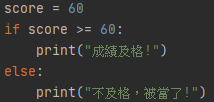 score = 60
if score >= 60:
    print("成績及格!")
else:
    print("不及格，被當了!")